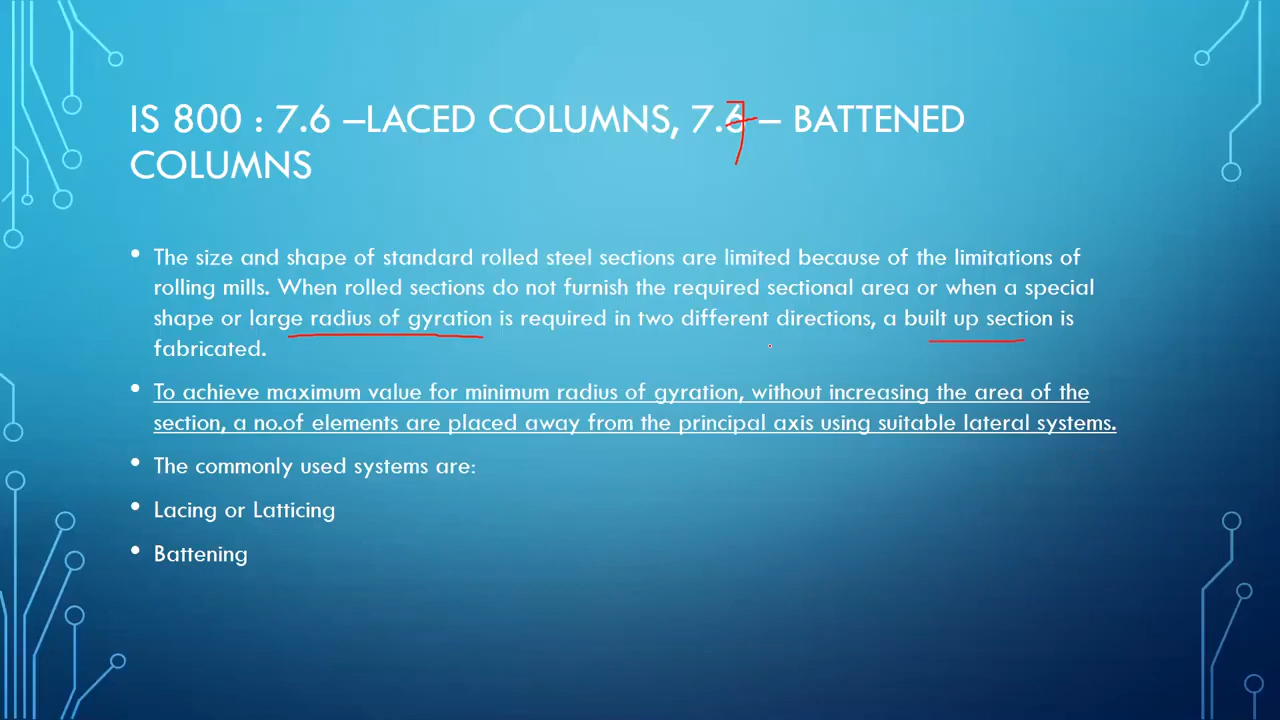 IS 800 : 7.6 –LACED COLUMNS, 7.7 – BATTENED
COLUMNS
• The size and shape of standard rolled steel sections are limited because of the limitations of
rolling mills. When rolled sections do not furnish the required sectional area or when a special
shape or large radius of gyration is required in two different directions, a built up section is
fabricated.
• To achieve maximum value for minimum radius of gyration, without increasing the area of the
section, a no.of elements are placed away from the principal axis using suitable lateral systems.
• The commonly used systems are:
• Lacing or Latticing
• Battening